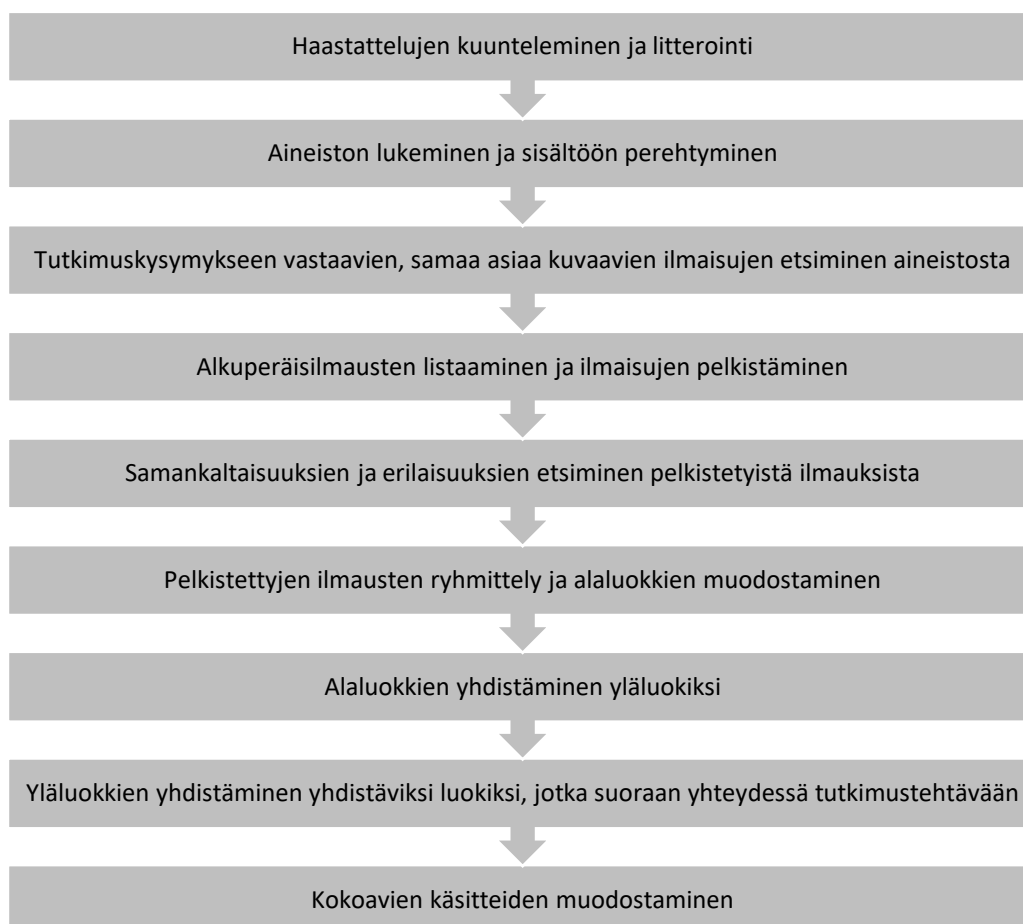 Haastattelujen kuunteleminen ja litterointi
Aineiston lukeminen ja sisältöön perehtyminen
Tutkimuskysymykseen vastaavien, samaa asiaa kuvaavien ilmaisujen etsiminen aineistosta
Alkuperäisilmausten listaaminen ja ilmaisujen pelkistäminen
Samankaltaisuuksien ja erilaisuuksien etsiminen pelkistetyistä ilmauksista
Pelkistettyjen ilmausten ryhmittely ja alaluokkien muodostaminen
Alaluokkien yhdistäminen yläluokiksi
Yläluokkien yhdistäminen yhdistäviksi luokiksi, jotka suoraan yhteydessä tutkimustehtävään
Kokoavien käsitteiden muodostaminen